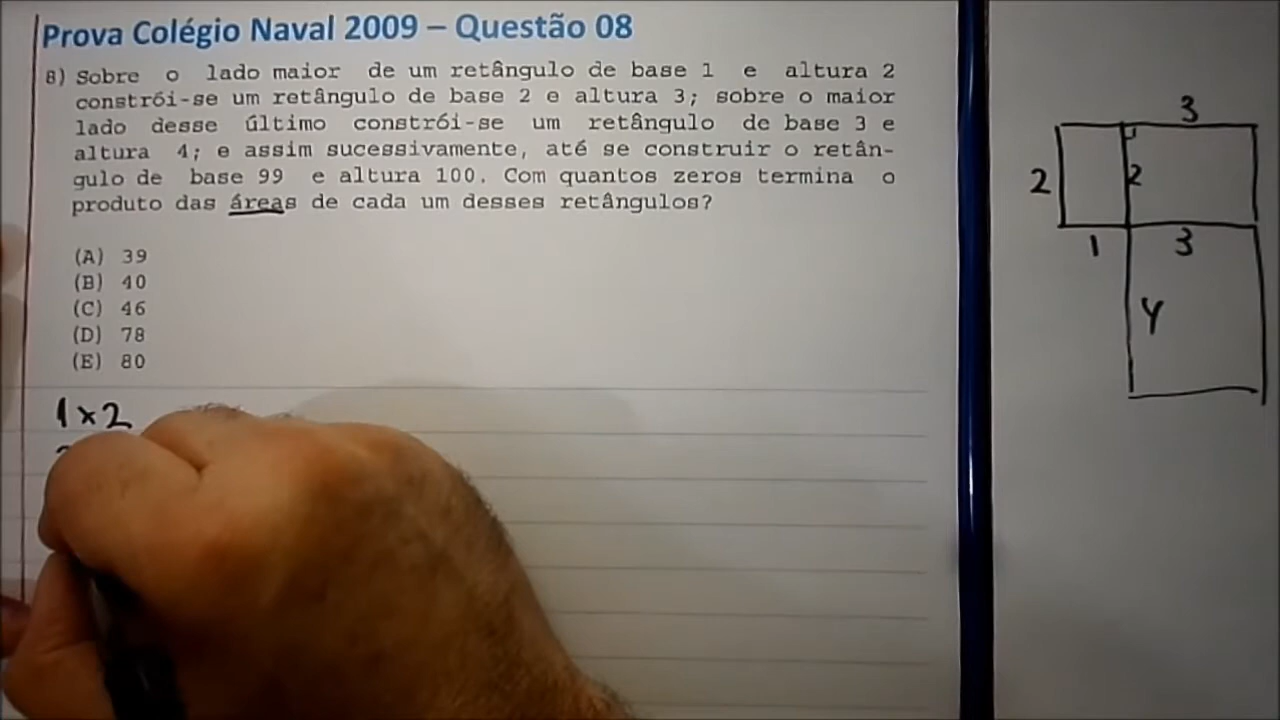 Prova Colégio Naval 2009 – Questão 08
8) Sobre o lado maior de um retângulo de base 1 e altura 2
constrói-se um retângulo de base 2 e altura 3; sobre o maior
lado desse último constrói-se um retângulo de base 3 e
altura 4; e assim sucessivamente, até se construir o retân-
gulo de base 99 e altura 100. Com quantos zeros termina o
produto das áreas de cada um desses retângulos?
(A) 39
(B) 40
(C) 46
(D) 78
(E) 80
1 x 2
3
2
2
1
3
4